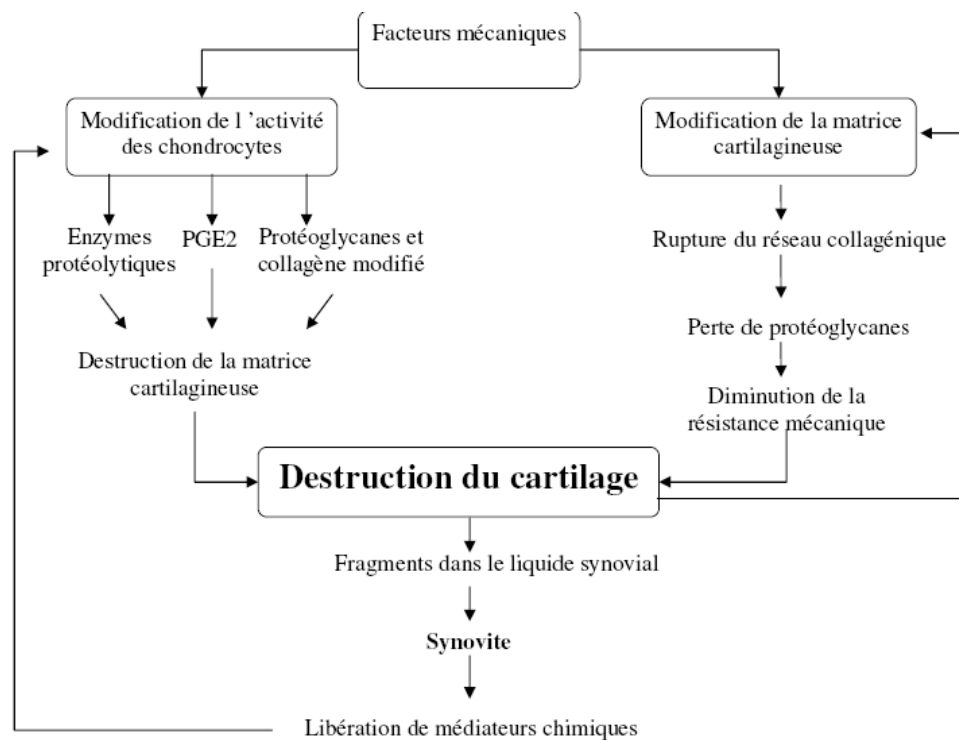 Facteurs mécaniques
Modification de l ’activité
des chondrocytes
Modification de la matrice
cartilagineuse
Enzymes
protéolytiques
PGE2
Protéoglycanes et
collagène modifié
Rupture du réseau collagénique
Perte de protéoglycanes
Destruction de la matrice
cartilagineuse
Diminution de la
résistance mécanique
Destruction du cartilage
Fragments dans le liquide synovial
Synovite
Libération de médiateurs chimiques